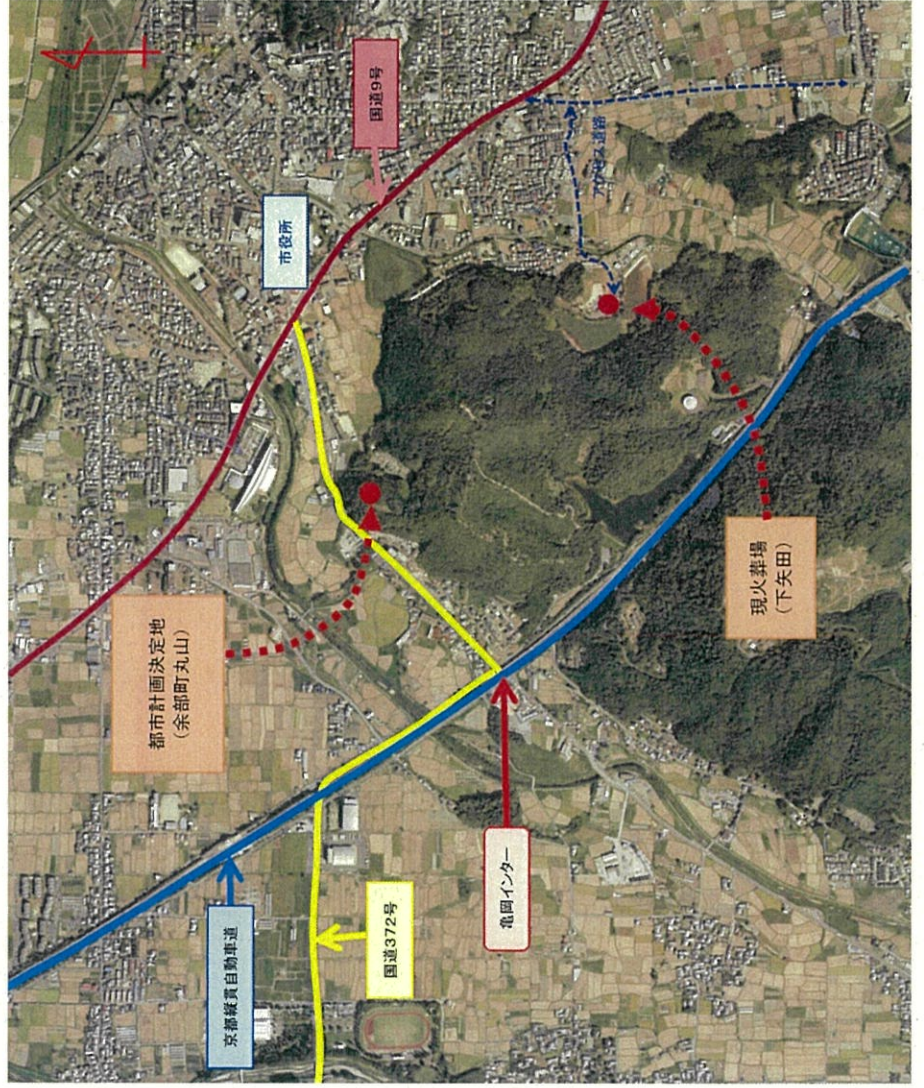 国道9号
市役所
アクセス道路
都市計画決定地
(余部町丸山)
現火葬場
(下矢田)
亀岡インター
国道372号
京都縦貫自動車道